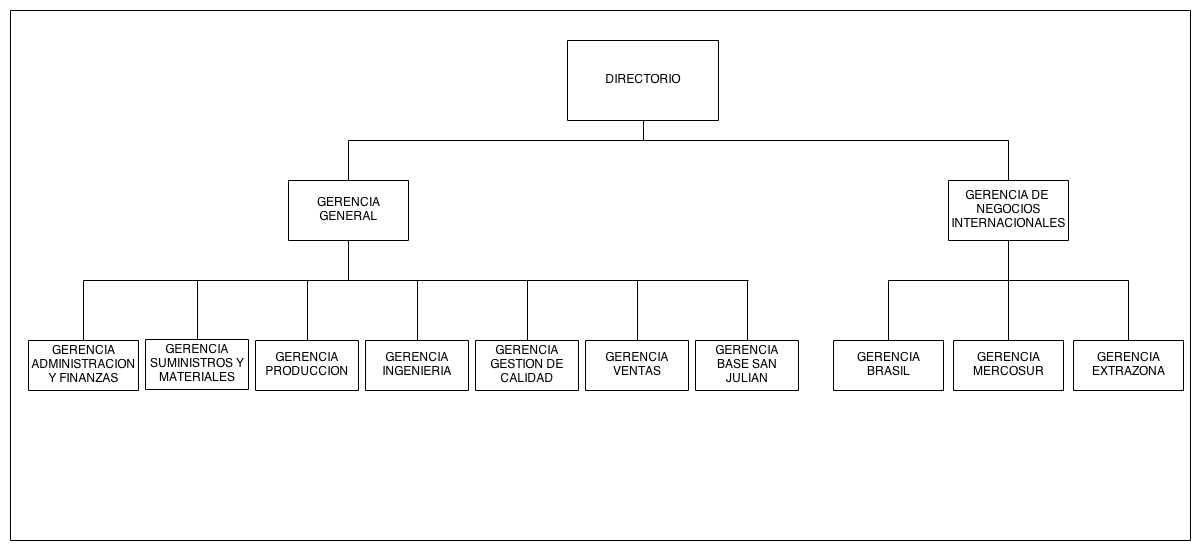 DIRECTORIO
GERENCIA
GENERAL
GERENCIA DE
NEGOCIOS
INTERNACIONALES
GERENCIA
ADMINISTRACION
Y FINANZAS
GERENCIA
SUMINISTROS Y
MATERIALES
GERENCIA
PRODUCCION
GERENCIA
INGENIERIA
GERENCIA
GESTION DE
CALIDAD
GERENCIA
VENTAS
GERENCIA
BASE SAN
JULIAN
GERENCIA
BRASIL
GERENCIA
MERCOSUR
GERENCIA
EXTRAZONA